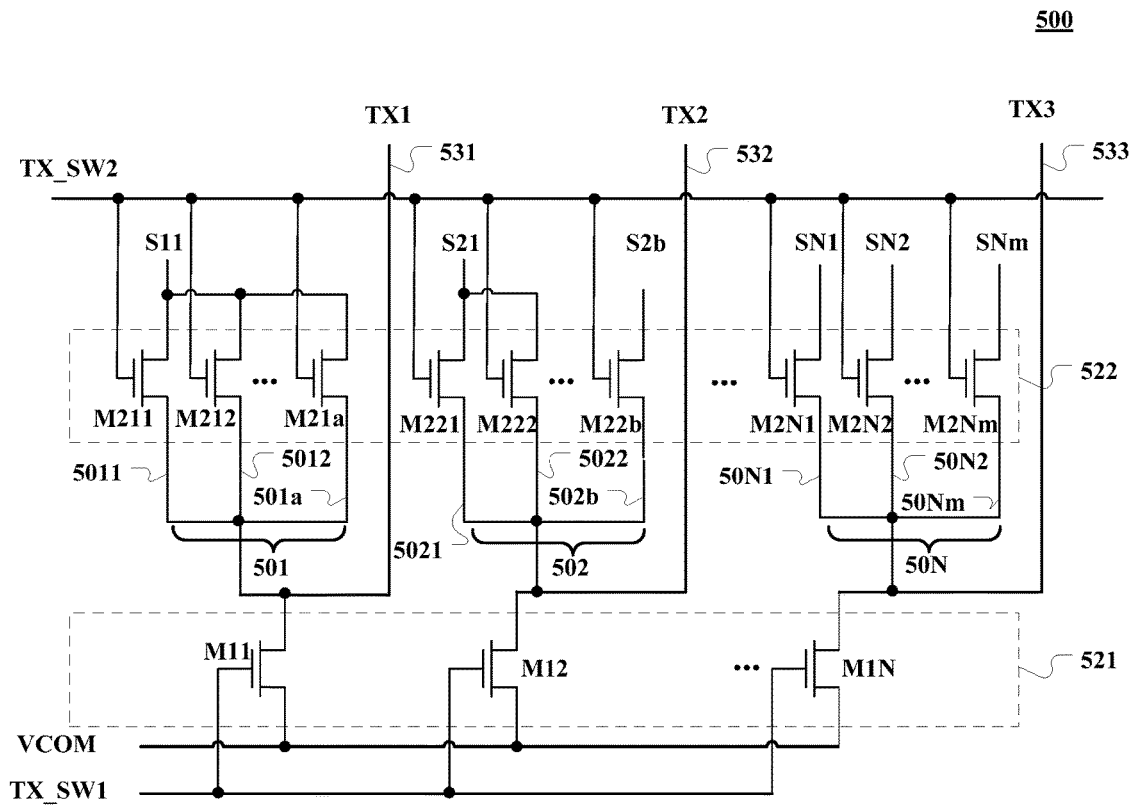 500
TX1 TX2 TX3
531 532 533
TX_SW2
S11 S21 S2b SN1 SN2 SNm
... ... ... ...
522
M211 M212 M21a M221 M222 M22b M2N1 M2N2 M2Nm
5011 5012 501a 5021 5022 502b 50N1 50N2 50Nm
501 502 50N
M11 M12 ... M1N
521
VCOM
TX_SW1